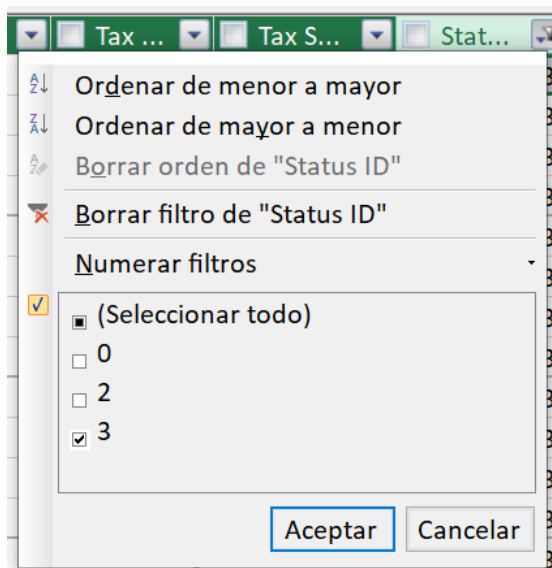 Tax ... Tax S... Stat...
Ordenar de menor a mayor
Ordenar de mayor a menor
Borrar orden de "Status ID"
Borrar filtro de "Status ID"
Numerar filtros
(Seleccionar todo)
0
2
3
Aceptar Cancelar